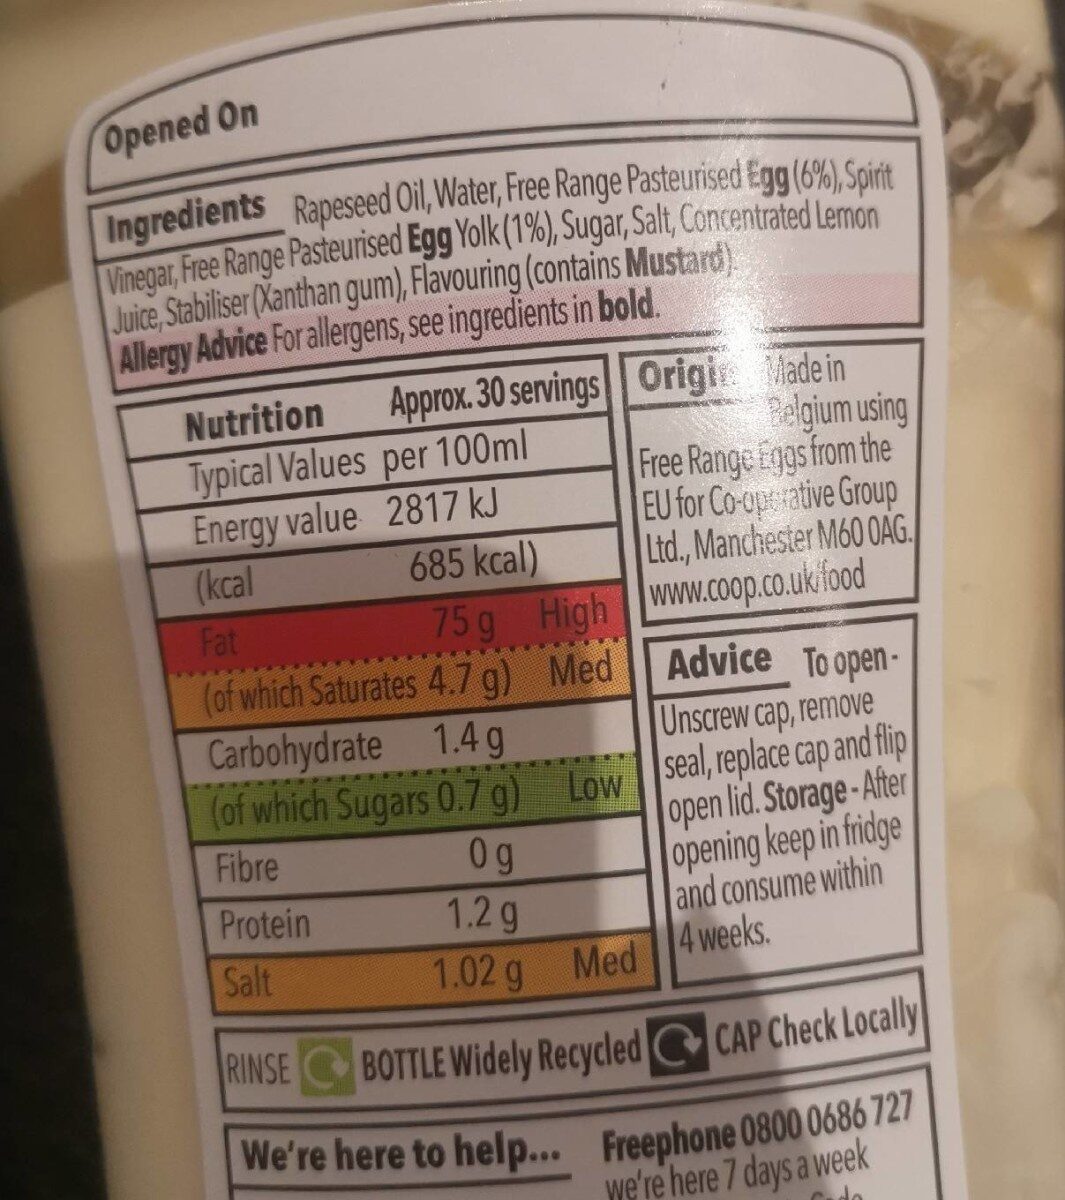 Opened On
Ingredients Rapeseed Oil, Water, Free Range Pasteurised Egg (6%), Spirit
Vinegar, Free Range Pasteurised Egg Yolk (1%), Sugar, Salt, Concentrated Lemon
Juice, Stabiliser (Xanthan gum), Flavouring (contains Mustard).
Allergy Advice For allergens, see ingredients in bold.
Nutrition Approx. 30 servings
Typical Values per 100ml
Energy value 2817 kJ
(kcal 685 kcal)
Fat 75 g High
(of which Saturates 4.7 g) Med
Carbohydrate 1.4 g
(of which Sugars 0.7 g) Low
Fibre 0 g
Protein 1.2 g
Salt 1.02 g Med
Origin Made in
Belgium using
Free Range Eggs from the
EU for Co-operative Group
Ltd., Manchester M60 0AG.
www.coop.co.uk/food
Advice To open -
Unscrew cap, remove
seal, replace cap and flip
open lid. Storage - After
opening keep in fridge
and consume within
4 weeks.
RINSE BOTTLE Widely Recycled CAP Check Locally
We're here to help...
Freephone 0800 0686 727
we're here 7 days a week